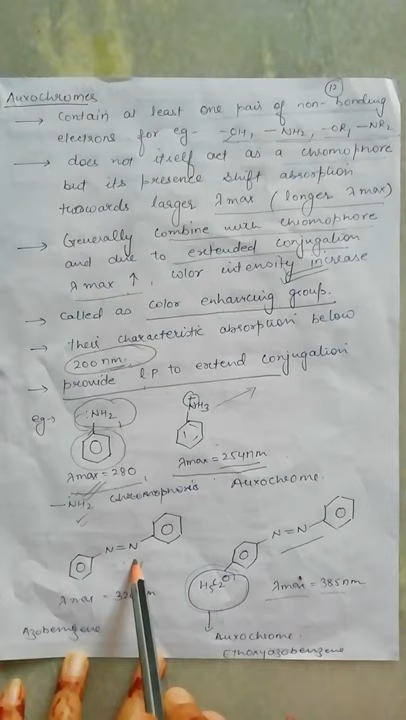 12
Auxochromes
→ Contain at least one pair of non-bonding
electrons for eg- -OH, -NH2, -OR, -NR2
→ does not itself act as a chromophore
but its presence shift absorption
towards larger λmax (longer λmax)
→ Generally combine with chromophore
and due to extended conjugation
λmax ↑, color intensity increase
→ Called as color enhancing group.
→ Their characteristic absorption below
200nm.
→ provide l.p to extend conjugation
eg → :NH2 NH3
λmax = 280, λmax = 254nm
-NH2 chromophoric Auxochrome.
N=N N=N
H5C2O
λmax = 385nm
Azobenzene
Auxochrome
Ethoxyazobenzene